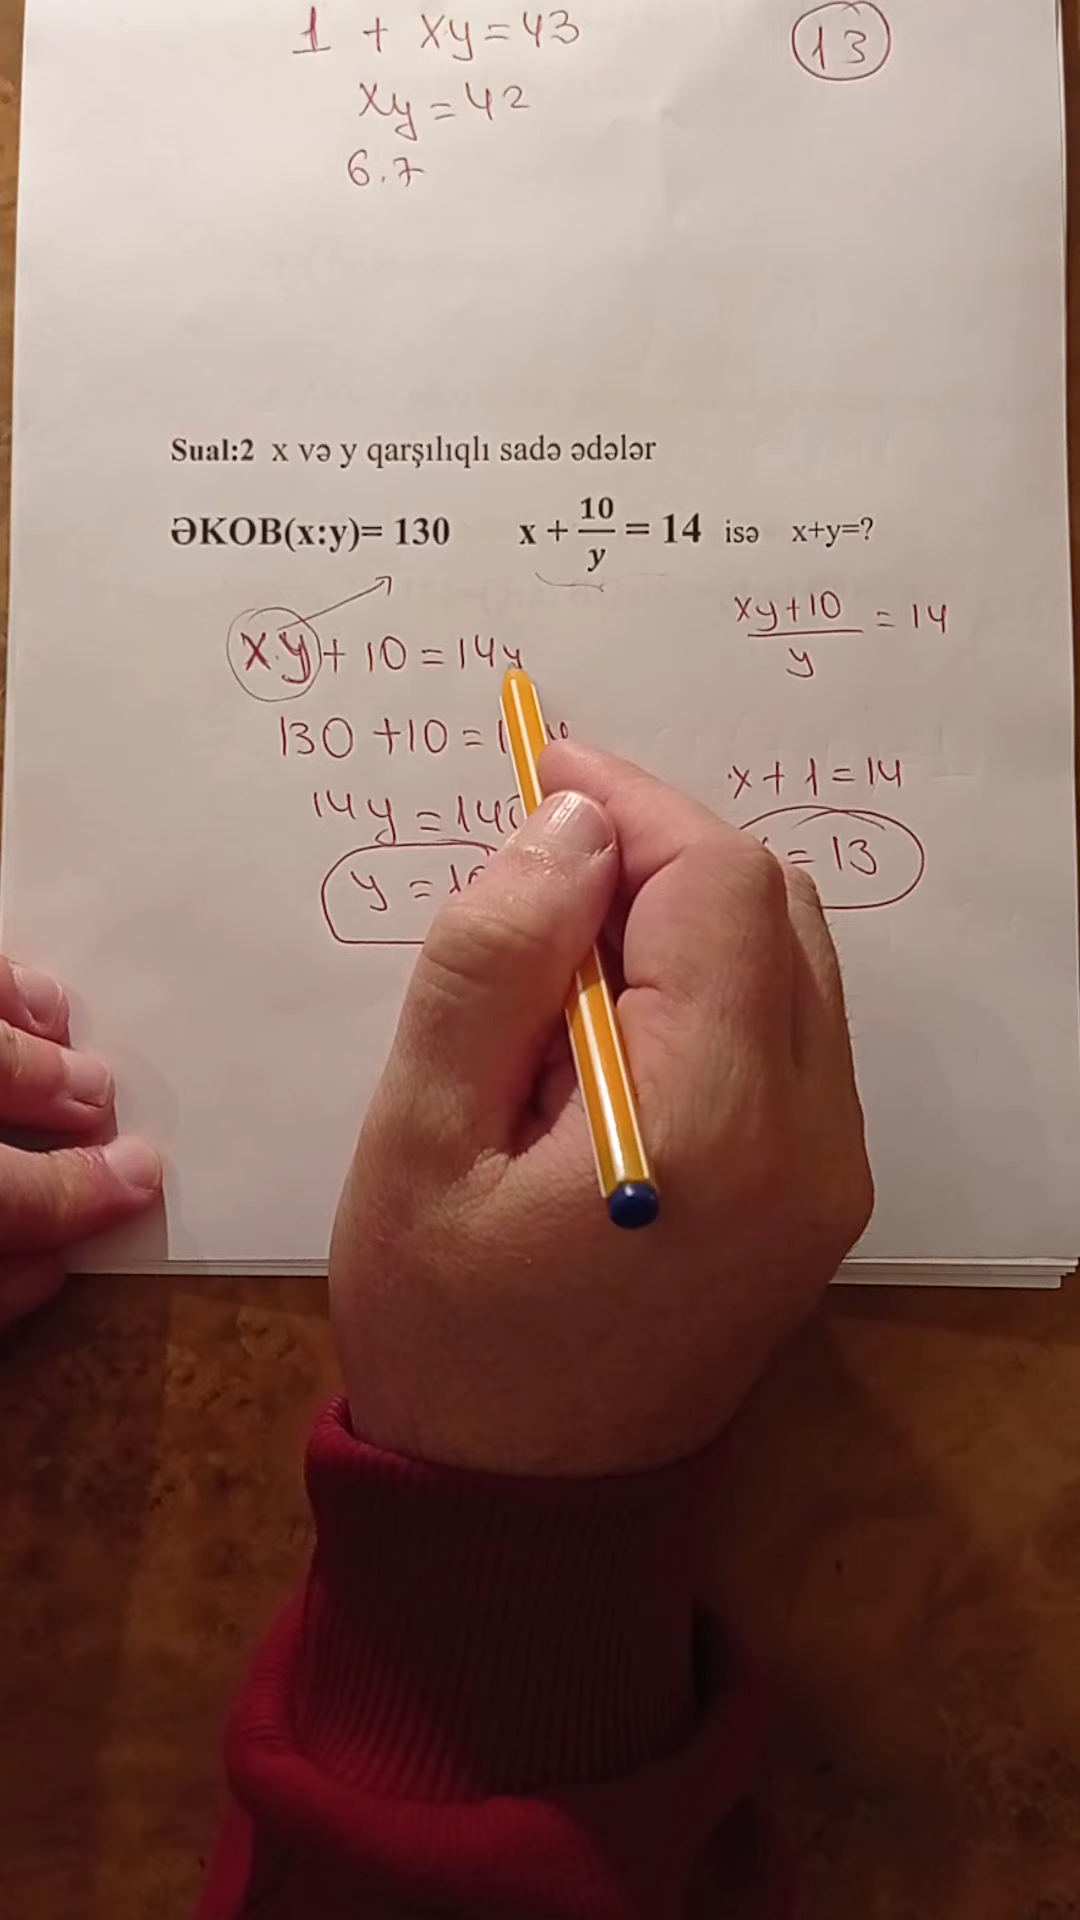 1 + xy = 43
13
xy = 42
6.7
Sual:2 x və y qarşılıqlı sadə ədələr
ƏKOB(x:y)= 130 x + 10/y = 14 isə x+y=?
x.y + 10 = 14y
130 + 10 =
14y = 140
y =
xy+10/y = 14
x + 1 = 14
= 13